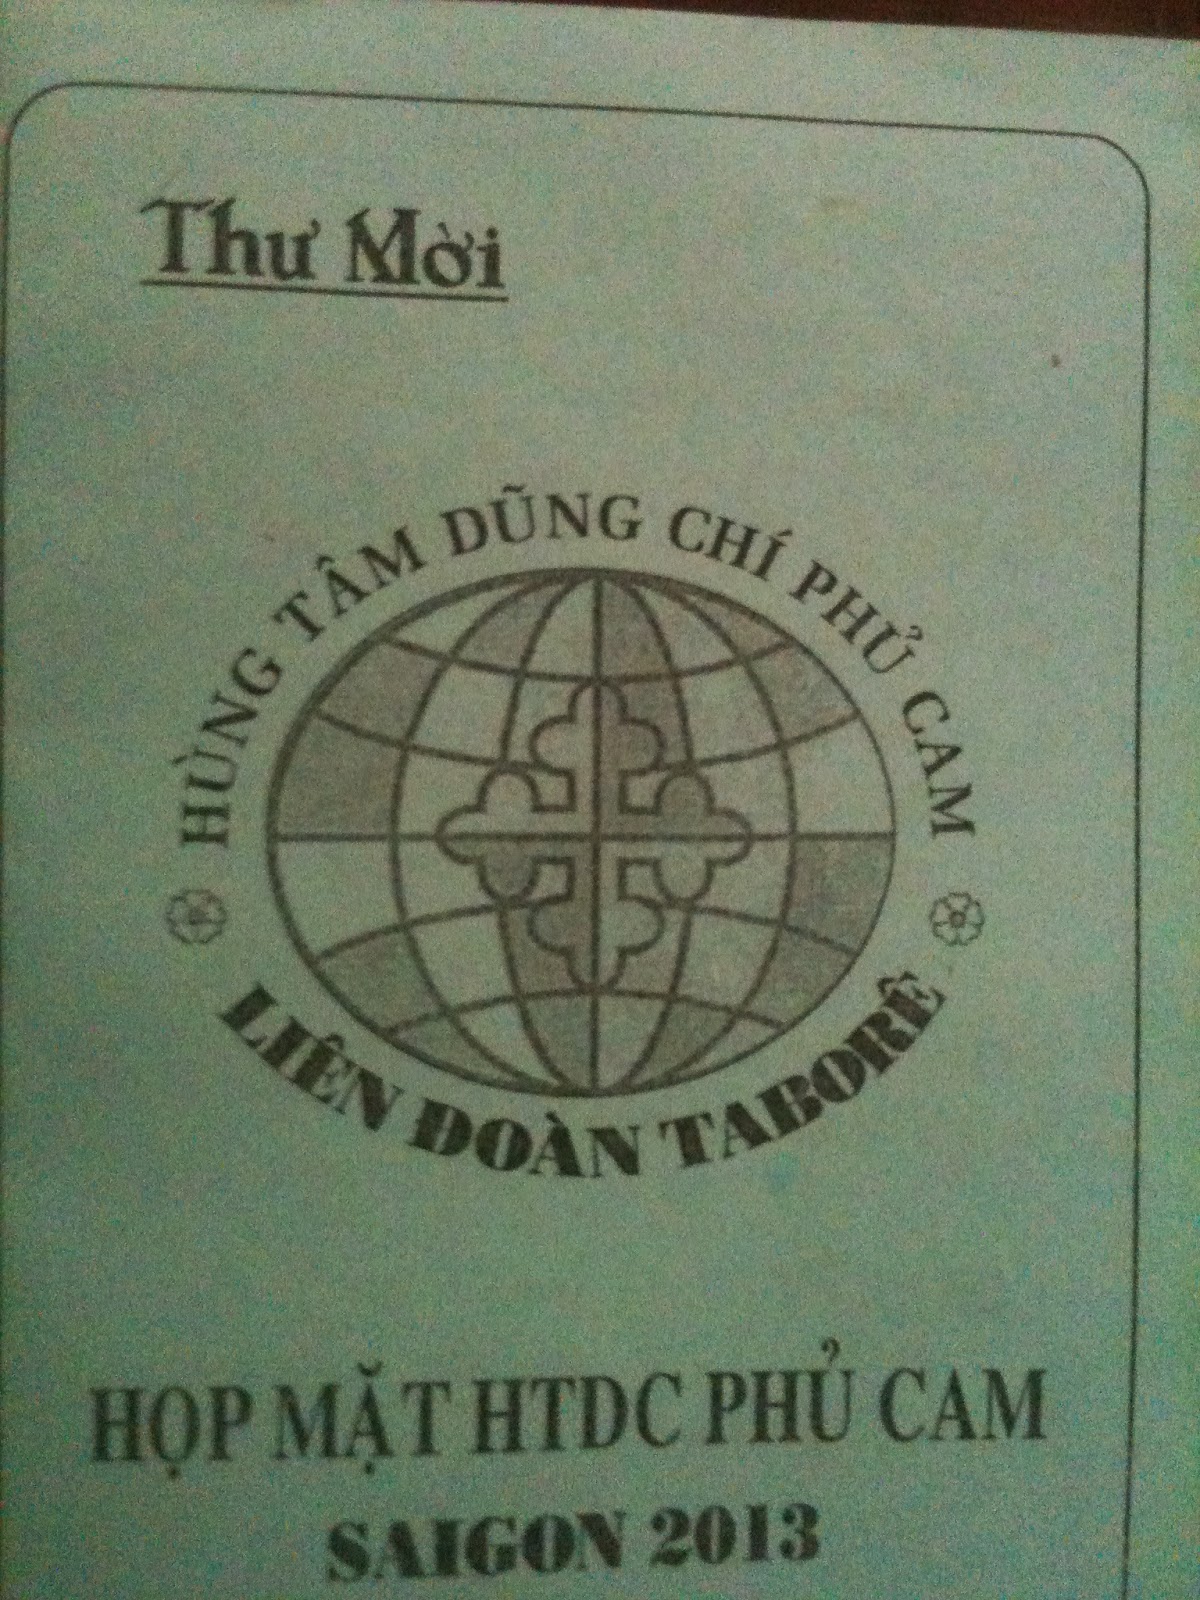 Thư Mời
HÙNG TÂM DŨNG CHÍ PHỦ CAM
LIÊN ĐOÀN TABORÊ
HỌP MẶT HTDC PHỦ CAM
SAIGON 2013